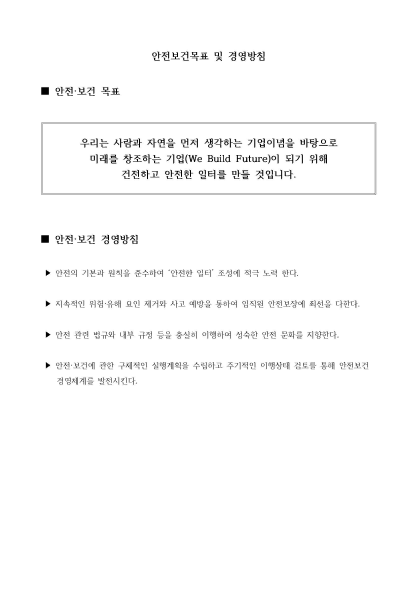 안전보건목표 및 경영방침
■ 안전·보건 목표
우리는 사람과 자연을 먼저 생각하는 기업이념을 바탕으로
미래를 창조하는 기업(We Build Future)이 되기 위해
건전하고 안전한 일터를 만들 것입니다.
■ 안전·보건 경영방침
▶ 안전의 기본과 원칙을 준수하여 '안전한 일터' 조성에 적극 노력 한다.
▶ 지속적인 위험·유해 요인 제거와 사고 예방을 통하여 임직원 안전보장에 최선을 다한다.
▶ 안전 관련 법규와 내부 규정 등을 충실히 이행하여 성숙한 안전 문화를 지향한다.
▶ 안전·보건에 관한 구체적인 실행계획을 수립하고 주기적인 이행상태 검토를 통해 안전보건
경영체계를 발전시킨다.